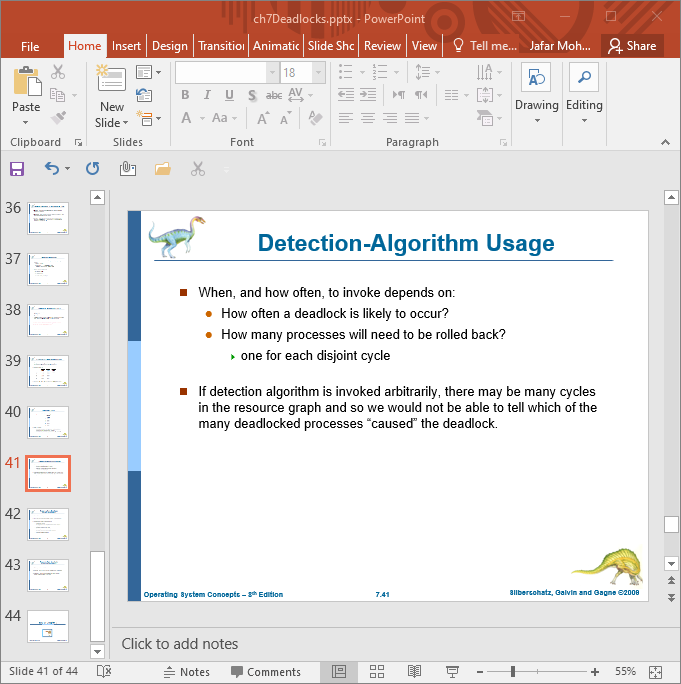 ch7Deadlocks.pptx - PowerPoint
File Home Insert Design Transition Animatic Slide Shc Review View Tell me... Jafar Moh... Share
18
Paste New Slide Drawing Editing
B I U S abc AV
A Aa A A
Clipboard Slides Font Paragraph
36
37
38
39
40
41
42
43
44
Detection-Algorithm Usage
When, and how often, to invoke depends on:
How often a deadlock is likely to occur?
How many processes will need to be rolled back?
one for each disjoint cycle
If detection algorithm is invoked arbitrarily, there may be many cycles
in the resource graph and so we would not be able to tell which of the
many deadlocked processes “caused” the deadlock.
Operating System Concepts – 8th Edition 7.41 Silberschatz, Galvin and Gagne ©2009
Click to add notes
Slide 41 of 44 Notes Comments 55%